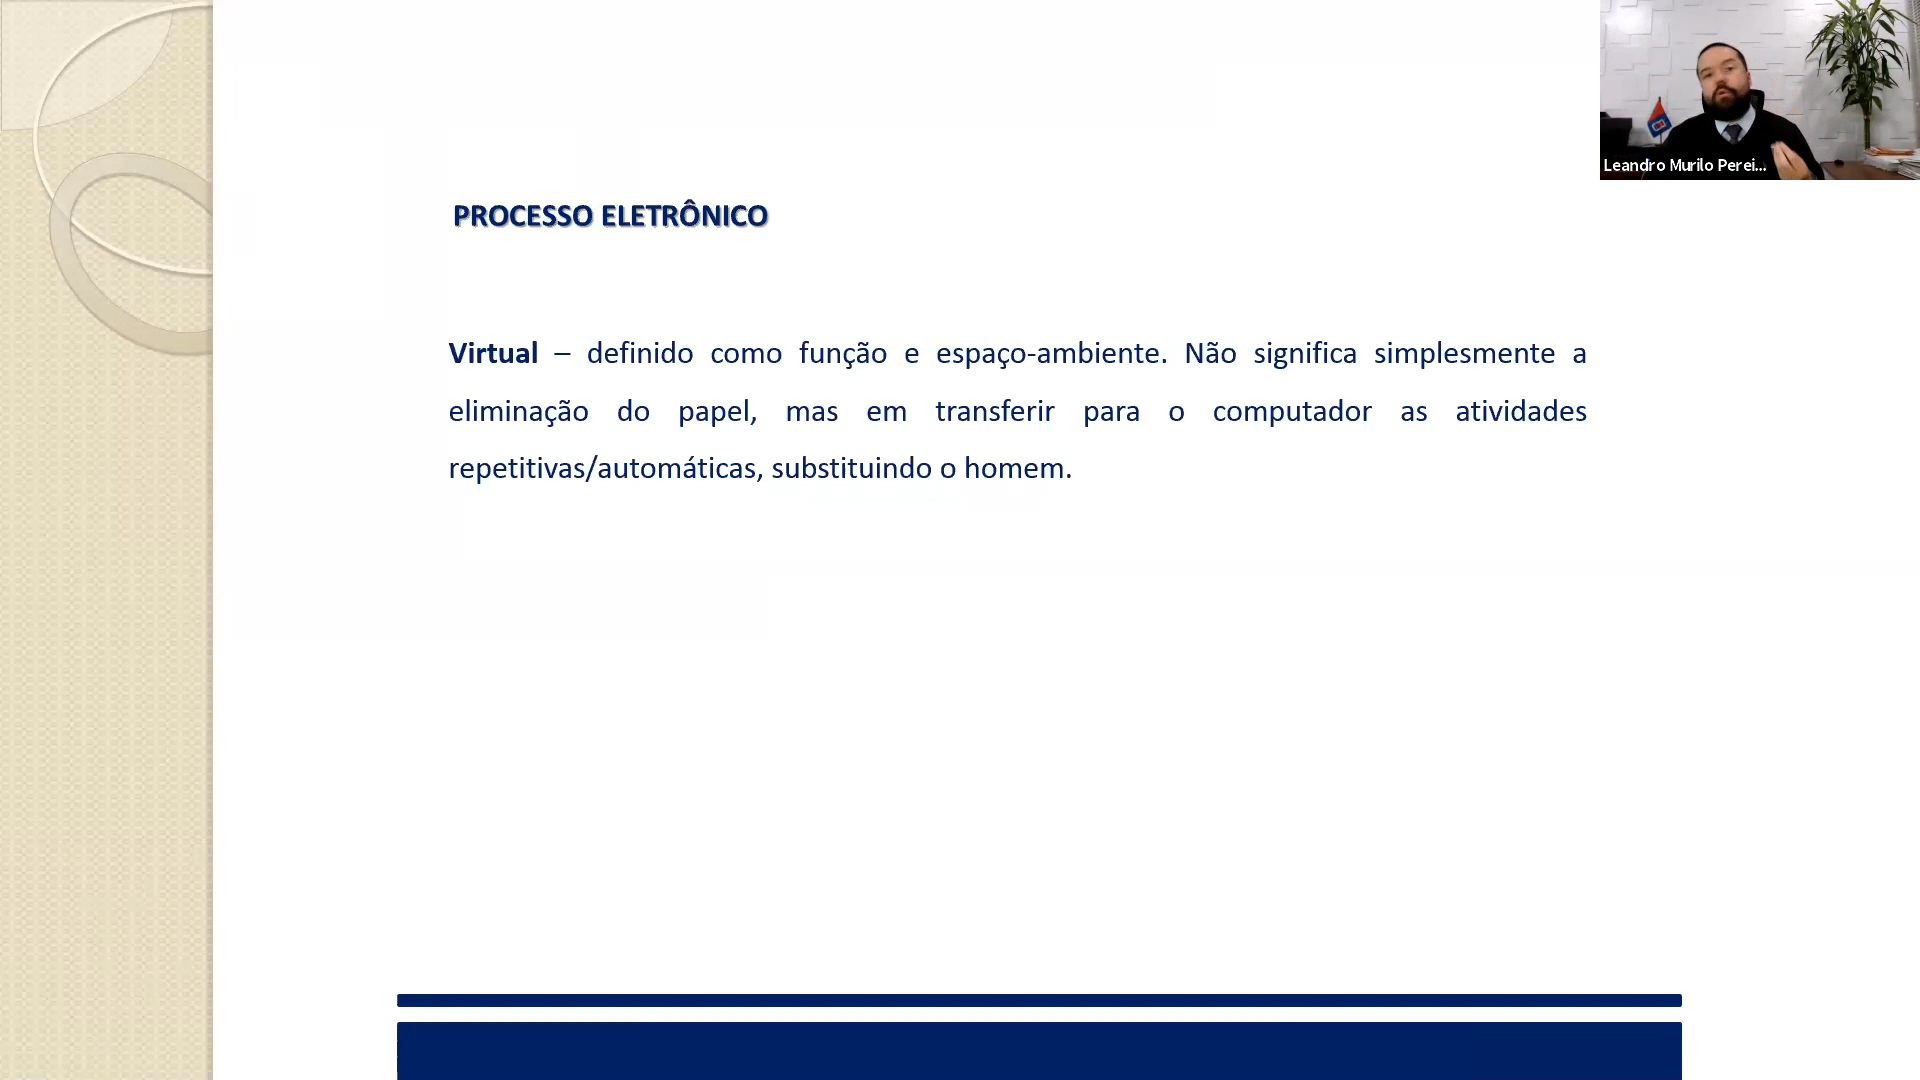 Leandro Murilo Perei...
PROCESSO ELETRÔNICO
Virtual – definido como função e espaço-ambiente. Não significa simplesmente a
eliminação do papel, mas em transferir para o computador as atividades
repetitivas/automáticas, substituindo o homem.